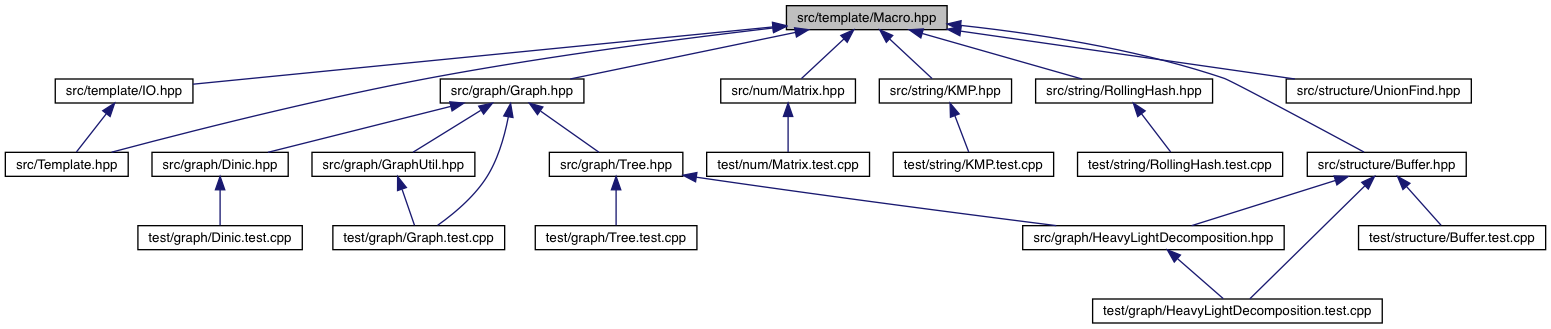 src/template/Macro.hpp
src/template/IO.hpp
src/graph/Graph.hpp
src/num/Matrix.hpp
src/string/KMP.hpp
src/string/RollingHash.hpp
src/structure/UnionFind.hpp
src/Template.hpp
src/graph/Dinic.hpp
src/graph/GraphUtil.hpp
src/graph/Tree.hpp
test/num/Matrix.test.cpp
test/string/KMP.test.cpp
test/string/RollingHash.test.cpp
src/structure/Buffer.hpp
test/graph/Dinic.test.cpp
test/graph/Graph.test.cpp
test/graph/Tree.test.cpp
src/graph/HeavyLightDecomposition.hpp
test/structure/Buffer.test.cpp
test/graph/HeavyLightDecomposition.test.cpp